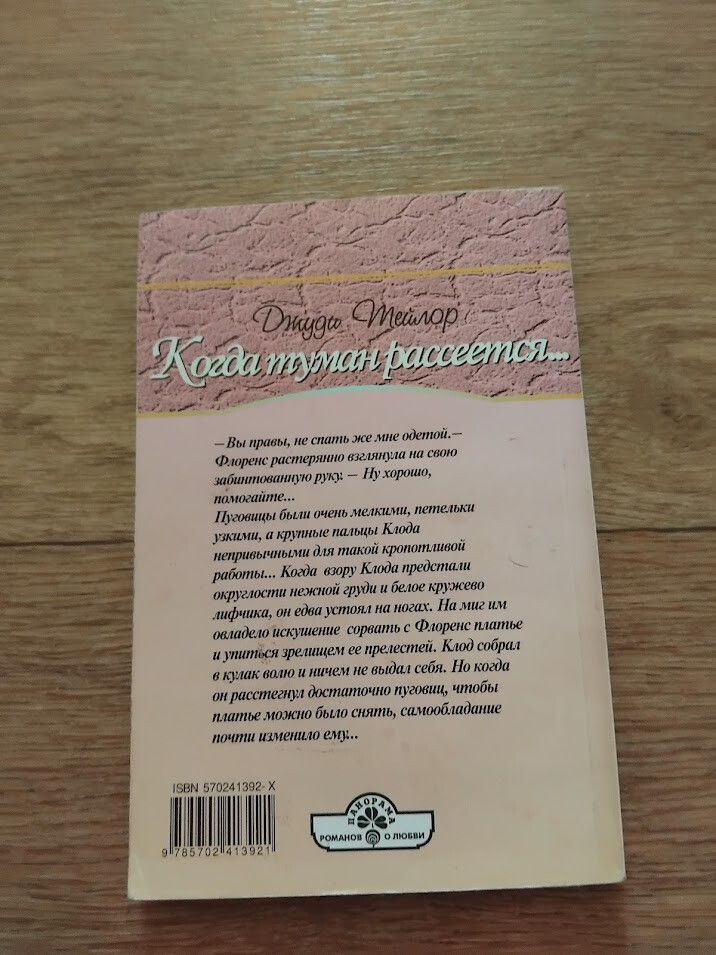 Джуди Тейлор
Когда туман рассеется...
– Вы правы, не спать же мне одетой.–
Флоренс растерянно взглянула на свою
забинтованную руку. – Ну хорошо,
помогайте...
Пуговицы были очень мелкими, петельки
узкими, а крупные пальцы Клода
непривычными для такой кропотливой
работы... Когда взору Клода предстали
округлости нежной груди и белое кружево
лифчика, он едва устоял на ногах. На миг им
овладело искушение сорвать с Флоренс платье
и упиться зрелищем ее прелестей. Клод собрал
в кулак волю и ничем не выдал себя. Но когда
он расстегнул достаточно пуговиц, чтобы
платье можно было снять, самообладание
почти изменило ему...
ISBN 570241392-X
9 785702 413921
ПАНОРАМА
РОМАНОВ О ЛЮБВИ